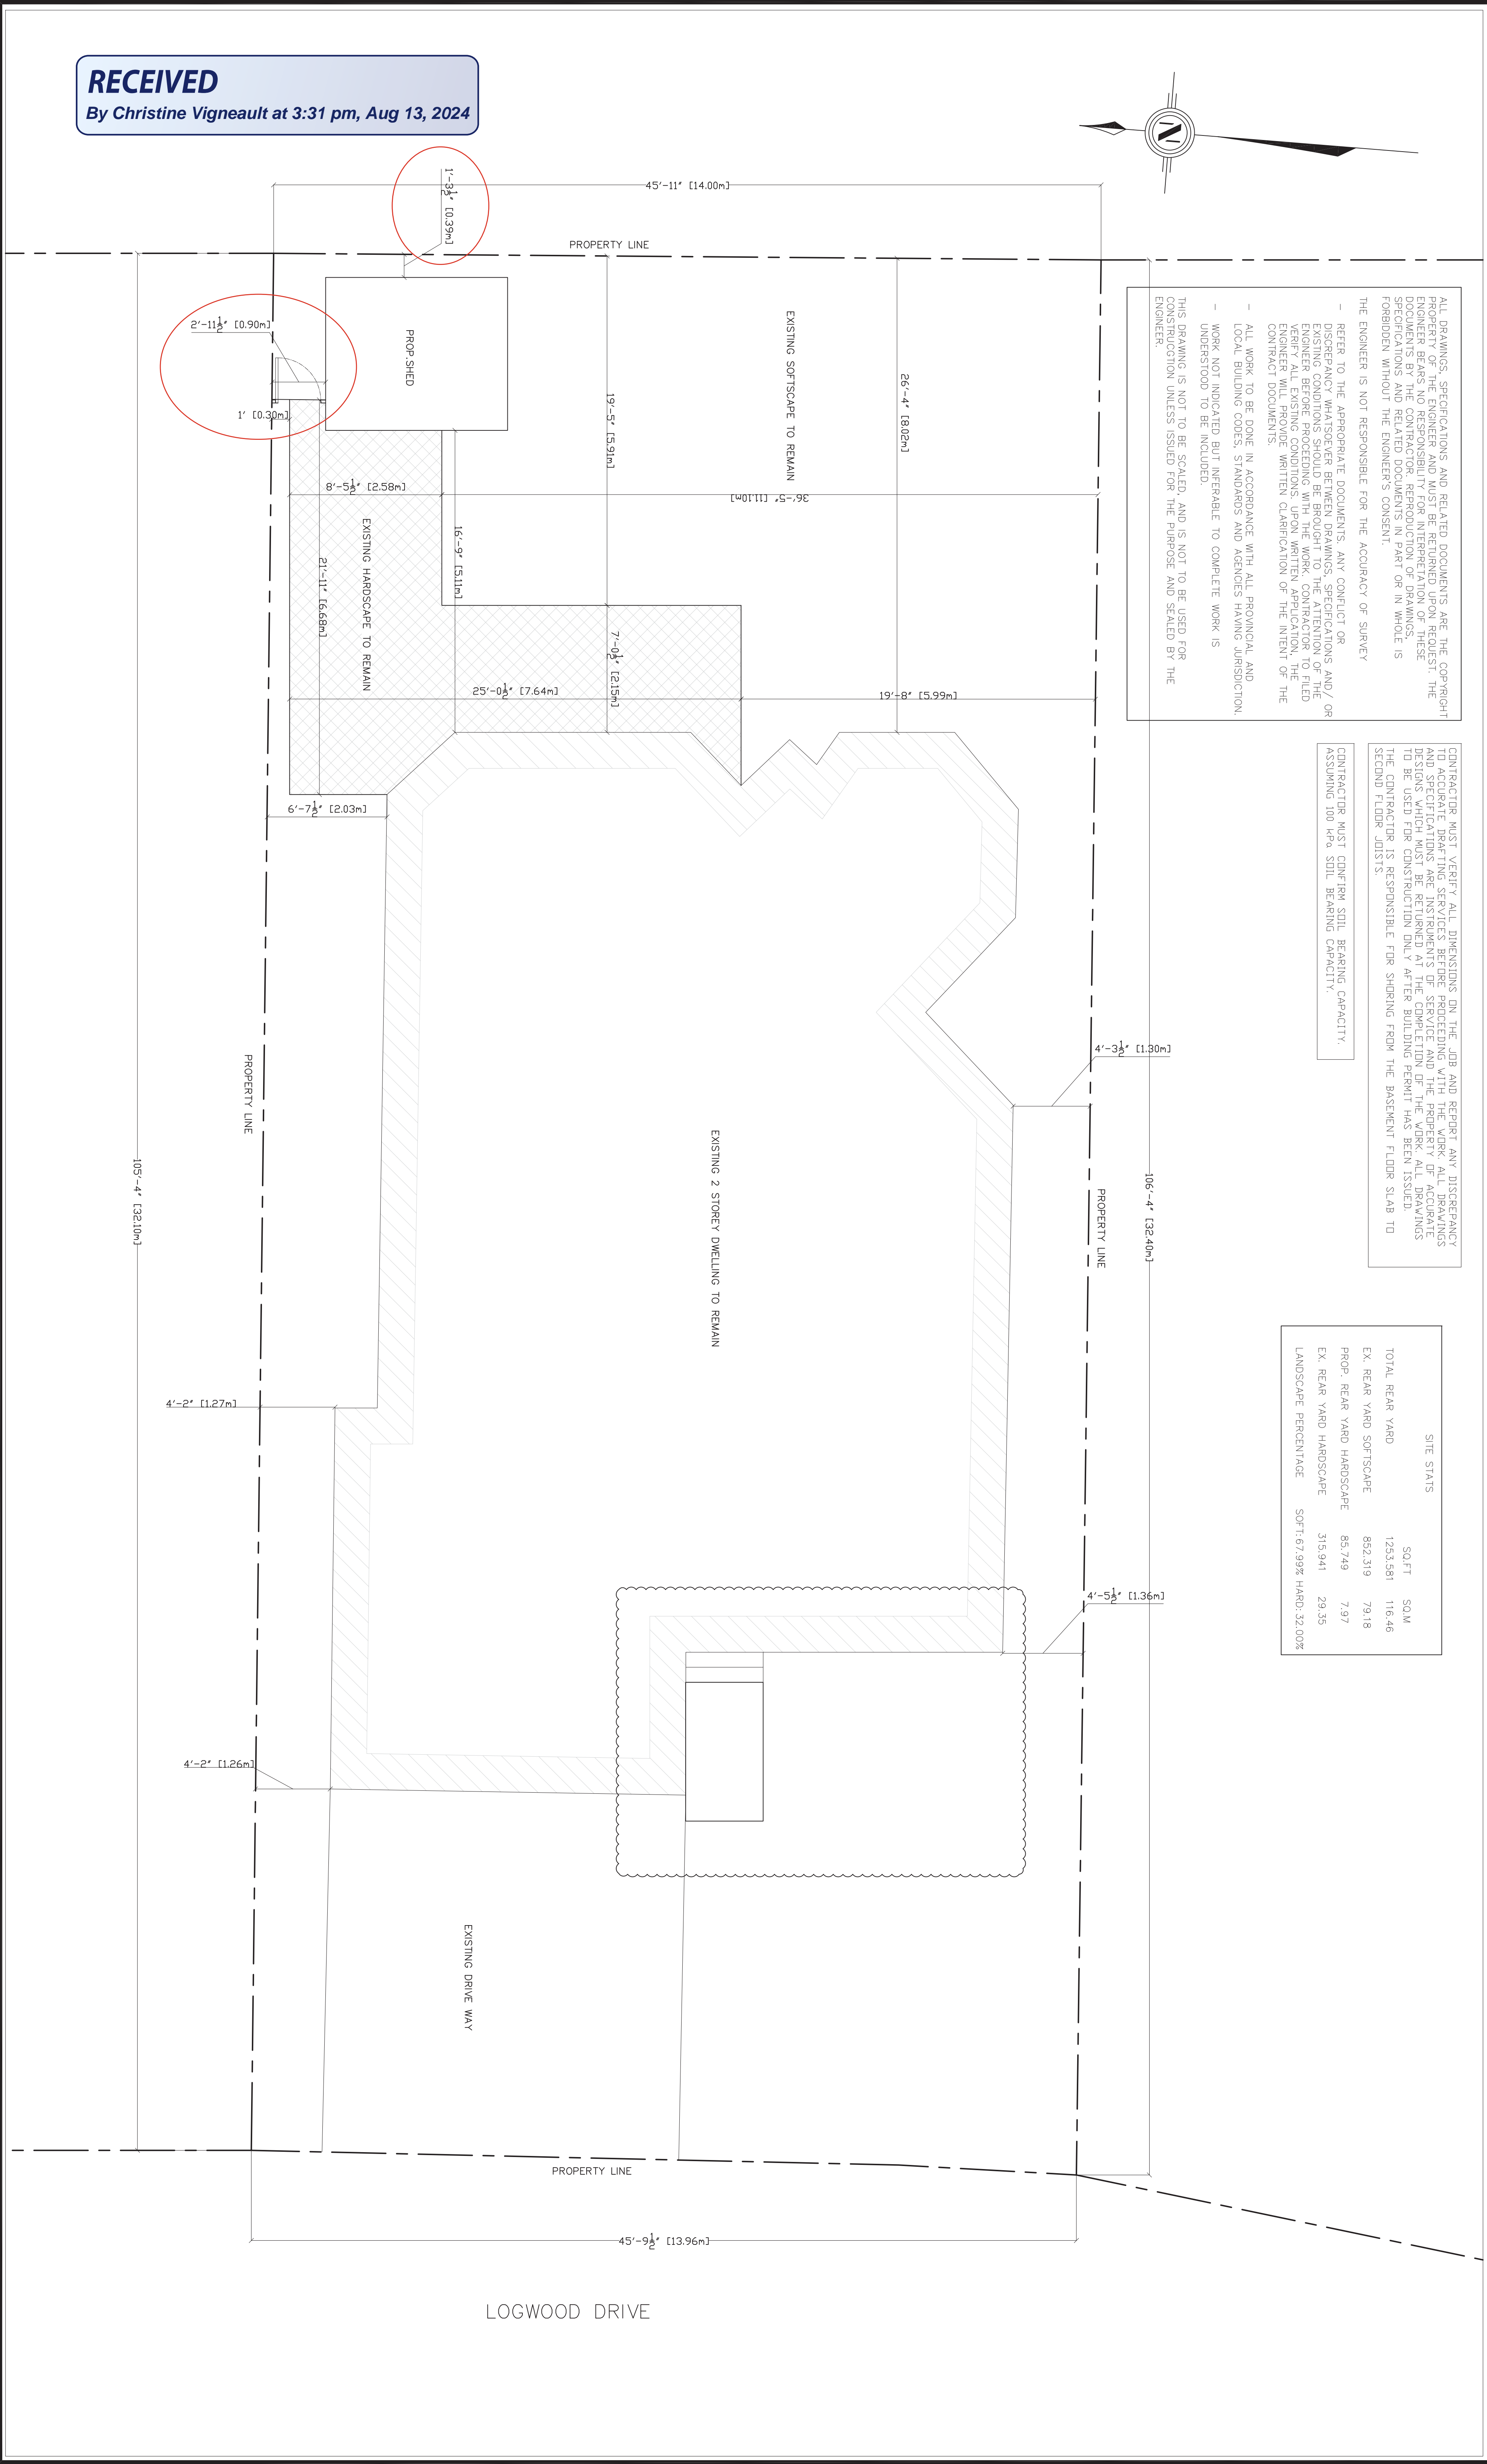 RECEIVED
By Christine Vigneault at 3:31 pm, Aug 13, 2024
N
1'-3 1/2" [0.39m]
45'-11" [14.00m]
PROPERTY LINE
2'-11 1/2" [0.90m]
1' [0.30m]
PROP.SHED
19'-5" [5.91m]
EXISTING SOFTSCAPE TO REMAIN
26'-4" [8.02m]
8'-5 1/2" [2.58m]
36'-5" [11.10m]
EXISTING HARDSCAPE TO REMAIN
21'-11" [6.68m]
16'-9" [5.11m]
7'-0 1/2" [2.15m]
25'-0 1/2" [7.64m]
19'-8" [5.99m]
6'-7 1/2" [2.03m]
PROPERTY LINE
105'-4" [32.10m]
EXISTING 2 STOREY DWELLING TO REMAIN
4'-3 1/2" [1.30m]
106'-4" [32.40m]
PROPERTY LINE
4'-2" [1.27m]
4'-5 1/2" [1.36m]
4'-2" [1.26m]
EXISTING DRIVE WAY
PROPERTY LINE
45'-9 1/2" [13.96m]
LOGWOOD DRIVE
ALL DRAWINGS, SPECIFICATIONS AND RELATED DOCUMENTS ARE THE COPYRIGHT
PROPERTY OF THE ENGINEER AND MUST BE RETURNED UPON REQUEST. THE
ENGINEER BEARS NO RESPONSIBILITY FOR INTERPRETATION OF THESE
DOCUMENTS BY THE CONTRACTOR. REPRODUCTION OF DRAWINGS,
SPECIFICATIONS AND RELATED DOCUMENTS IN PART OR IN WHOLE IS
FORBIDDEN WITHOUT THE ENGINEER'S CONSENT.
THE ENGINEER IS NOT RESPONSIBLE FOR THE ACCURACY OF SURVEY
- REFER TO THE APPROPRIATE DOCUMENTS. ANY CONFLICT OR
DISCREPANCY WHATSOEVER BETWEEN DRAWINGS, SPECIFICATIONS AND/ OR
EXISTING CONDITIONS SHOULD BE BROUGHT TO THE ATTENTION OF THE
ENGINEER BEFORE PROCEEDING WITH THE WORK. CONTRACTOR TO FILED
VERIFY ALL EXISTING CONDITIONS. UPON WRITTEN APPLICATION, THE
ENGINEER WILL PROVIDE WRITTEN CLARIFICATION OF THE INTENT OF THE
CONTRACT DOCUMENTS.
- ALL WORK TO BE DONE IN ACCORDANCE WITH ALL PROVINCIAL AND
LOCAL BUILDING CODES, STANDARDS AND AGENCIES HAVING JURISDICTION.
- WORK NOT INDICATED BUT INFERABLE TO COMPLETE WORK IS
UNDERSTOOD TO BE INCLUDED.
THIS DRAWING IS NOT TO BE SCALED, AND IS NOT TO BE USED FOR
CONSTRUCGTION UNLESS ISSUED FOR THE PURPOSE AND SEALED BY THE
ENGINEER.
CONTRACTOR MUST VERIFY ALL DIMENSIONS ON THE JOB AND REPORT ANY DISCREPANCY
TO ACCURATE DRAFTING SERVICES BEFORE PROCEEDING WITH THE WORK. ALL DRAWINGS
AND SPECIFICATIONS ARE INSTRUMENTS OF SERVICE AND THE PROPERTY OF ACCURATE
DESIGNS WHICH MUST BE RETURNED AT THE COMPLETION OF THE WORK. ALL DRAWINGS
TO BE USED FOR CONSTRUCTION ONLY AFTER BUILDING PERMIT HAS BEEN ISSUED.
THE CONTRACTOR IS RESPONSIBLE FOR SHORING FROM THE BASEMENT FLOOR SLAB TO
SECOND FLOOR JOISTS.
CONTRACTOR MUST CONFIRM SOIL BEARING CAPACITY.
ASSUMING 100 kPa SOIL BEARING CAPACITY.
SITE STATS
SQ.FT SQ.M
TOTAL REAR YARD 1253.581 116.46
EX. REAR YARD SOFTSCAPE 852.319 79.18
PROP. REAR YARD HARDSCAPE 85.749 7.97
EX. REAR YARD HARDSCAPE 315.941 29.35
LANDSCAPE PERCENTAGE SOFT: 67.99% HARD: 32.00%